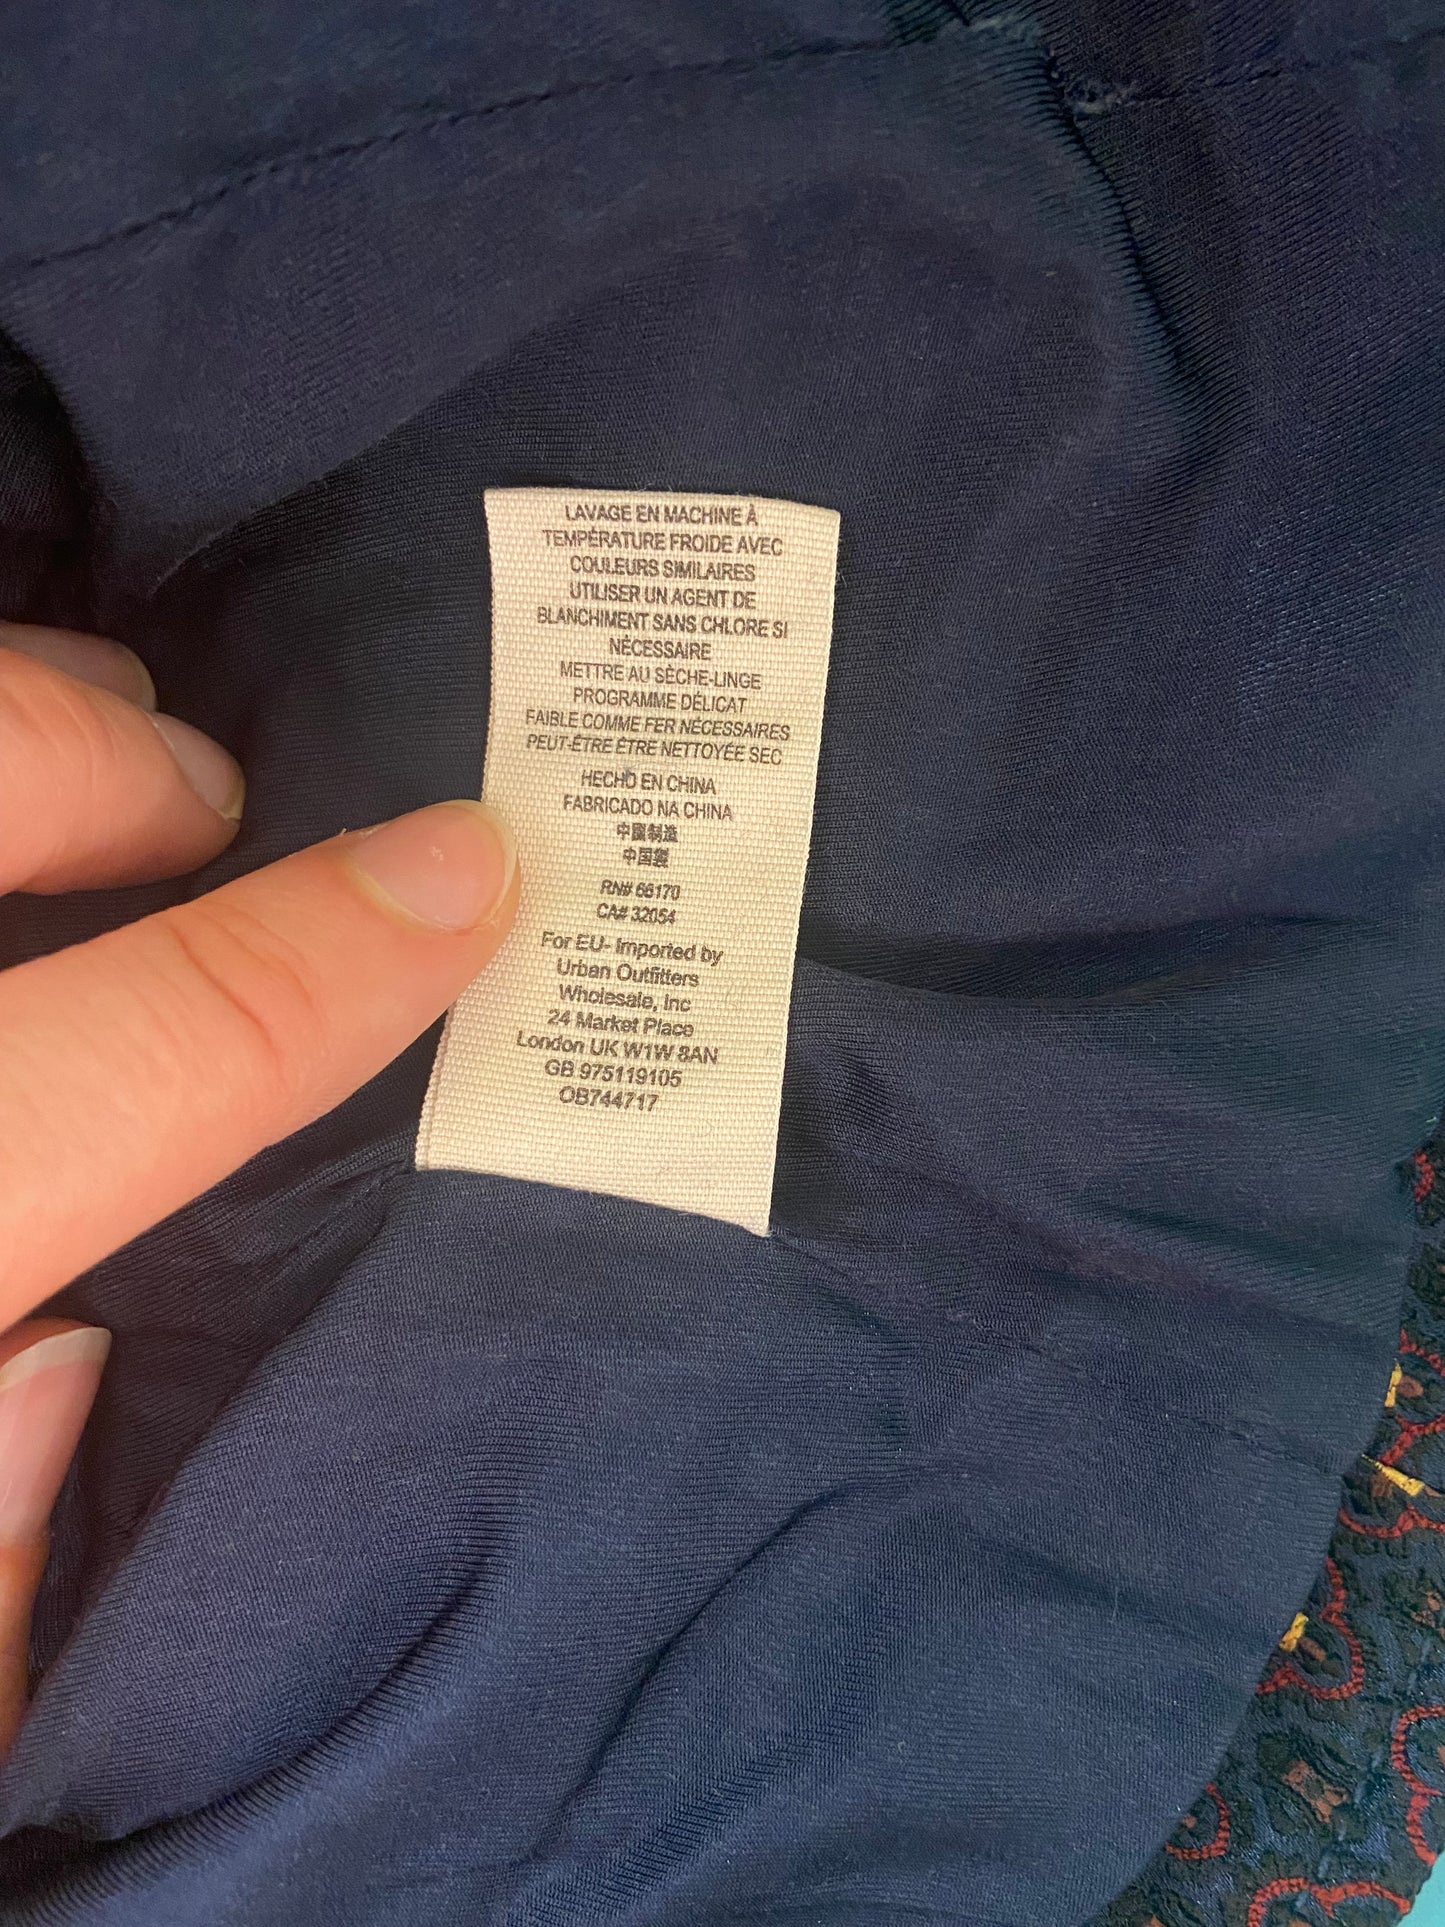 LAVAGE EN MACHINE À
TEMPÉRATURE FROIDE AVEC
COULEURS SIMILAIRES
UTILISER UN AGENT DE
BLANCHIMENT SANS CHLORE SI
NÉCESSAIRE
METTRE AU SÈCHE-LINGE
PROGRAMME DÉLICAT
FAIBLE COMME FER NÉCESSAIRES
PEUT-ÊTRE ÊTRE NETTOYÉE SEC
HECHO EN CHINA
FABRICADO NA CHINA
中國制造
中国製
RN# 66170
CA# 32054
For EU- Imported by
Urban Outfitters
Wholesale, Inc
24 Market Place
London UK W1W 8AN
GB 975119105
OB744717